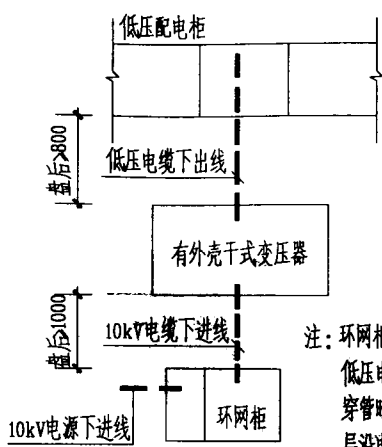 低压配电柜
盘后>800
低压电缆下出线
有外壳干式变压器
盘后>1000
10kV电缆下进线
注: 环网柜
低压电
穿管
环网柜
10kV电源下进线